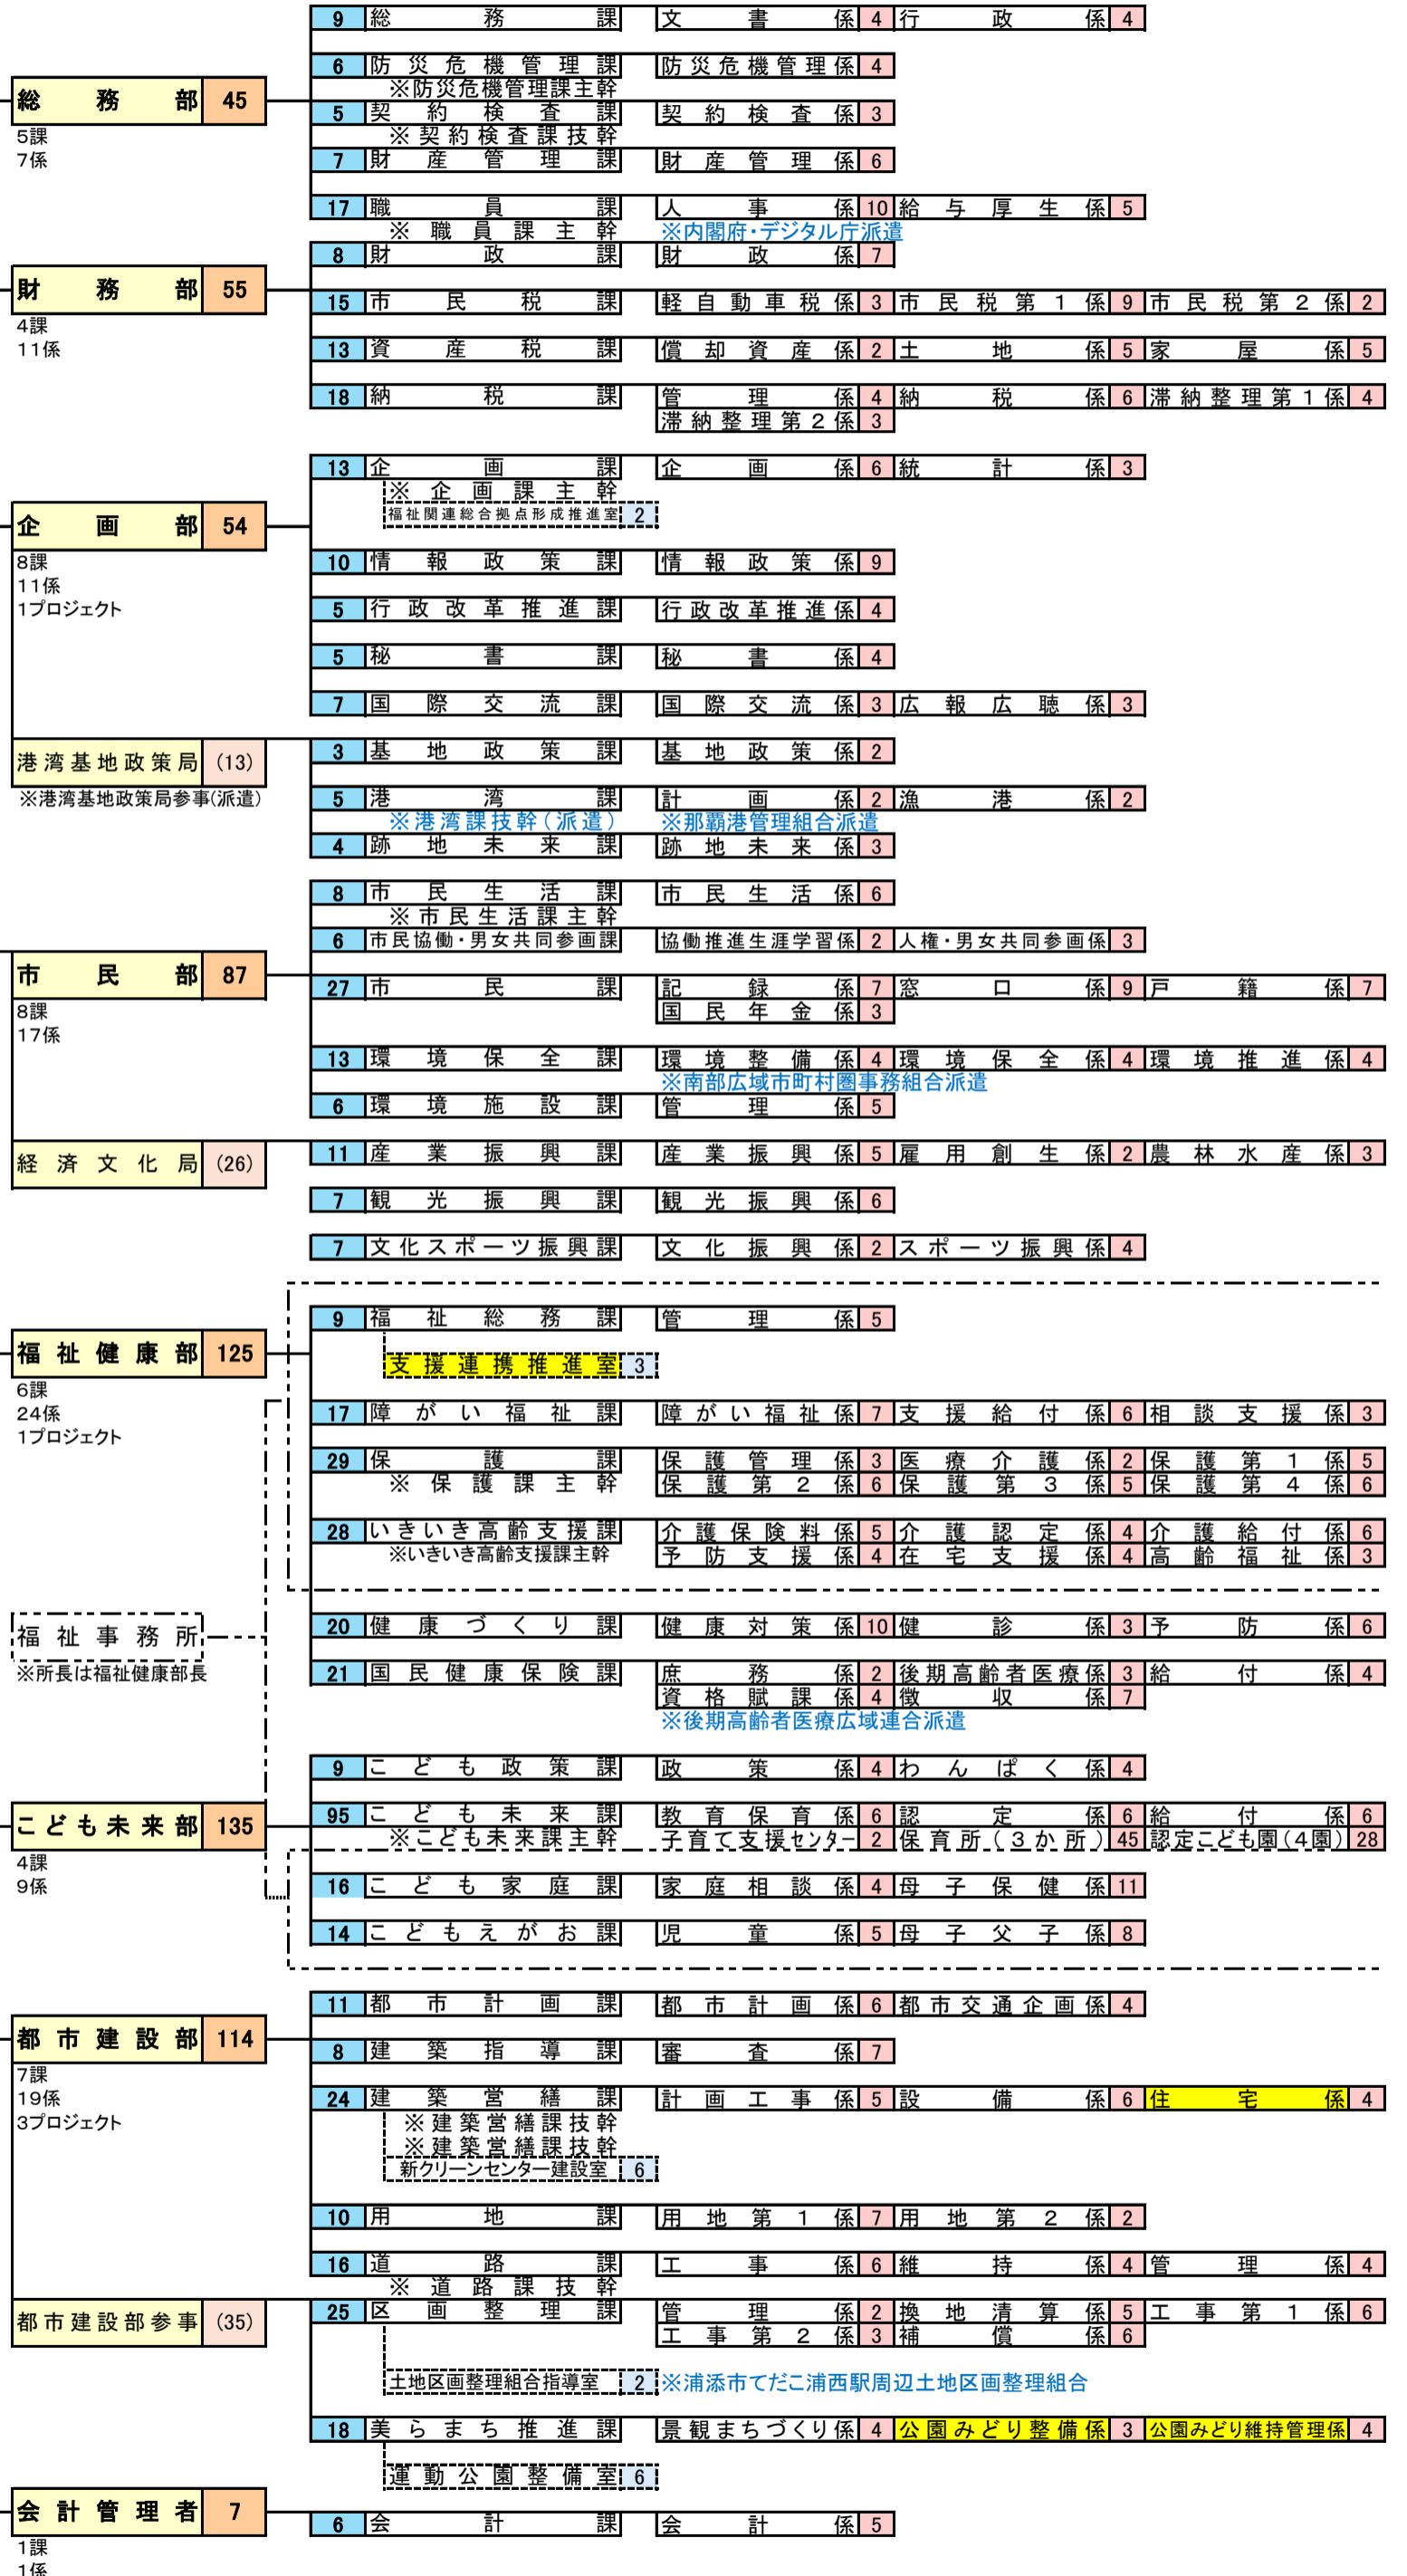 9 総務課 文書係 4 行政係 4
6 防災危機管理課 防災危機管理係 4
※防災危機管理課主幹
総務部 45
5 契約検査課 契約検査係 3
5課
※契約検査課技幹
7係
7 財産管理課 財産管理係 6
17 職員課 人事係 10 給与厚生係 5
※職員課主幹 ※内閣府・デジタル庁派遣
8 財政課 財政係 7
財務部 55
15 市民税課 軽自動車税係 3 市民税第1係 9 市民税第2係 2
4課
11係
13 資産税課 償却資産係 2 土地係 5 家屋係 5
18 納税課 管理係 4 納税係 6 滞納整理第1係 4
滞納整理第2係 3
13 企画課 企画係 6 統計係 3
※企画課主幹
福祉関連総合拠点形成推進室 2
企画部 54
8課
11係
1プロジェクト
10 情報政策課 情報政策係 9
5 行政改革推進課 行政改革推進係 4
5 秘書課 秘書係 4
7 国際交流課 国際交流係 3 広報広聴係 3
3 基地政策課 基地政策係 2
港湾基地政策局 (13)
※港湾基地政策局参事(派遣)
5 港湾課 計画係 2 漁港係 2
※港湾課技幹(派遣) ※那覇港管理組合派遣
4 跡地未来課 跡地未来係 3
8 市民生活課 市民生活係 6
※市民生活課主幹
6 市民協働・男女共同参画課 協働推進生涯学習係 2 人権・男女共同参画係 3
市民部 87
27 市民課 記録係 7 窓口係 9 戸籍係 7
8課
国民年金係 3
17係
13 環境保全課 環境整備係 4 環境保全係 4 環境推進係 4
※南部広域市町村圏事務組合派遣
6 環境施設課 管理係 5
経済文化局 (26)
11 産業振興課 産業振興係 5 雇用創生係 2 農林水産係 3
7 観光振興課 観光振興係 6
7 文化スポーツ振興課 文化振興係 2 スポーツ振興係 4
9 福祉総務課 管理係 5
福祉健康部 125
支援連携推進室 3
6課
24係
1プロジェクト
17 障がい福祉課 障がい福祉係 7 支援給付係 6 相談支援係 3
29 保護課 保護管理係 3 医療介護係 2 保護第1係 5
※保護課主幹 保護第2係 6 保護第3係 5 保護第4係 6
28 いきいき高齢支援課 介護保険料係 5 介護認定係 4 介護給付係 6
※いきいき高齢支援課主幹 予防支援係 4 在宅支援係 4 高齢福祉係 3
20 健康づくり課 健康対策係 10 健診係 3 予防係 6
福祉事務所
※所長は福祉健康部長
21 国民健康保険課 庶務係 2 後期高齢者医療係 3 給付係 4
資格賦課係 4 徴収係 7
※後期高齢者医療広域連合派遣
9 こども政策課 政策係 4 わんぱく係 4
こども未来部 135
95 こども未来課 教育保育係 6 認定係 6 給付係 6
※こども未来課主幹 子育て支援センター 2 保育所(3か所) 45 認定こども園(4園) 28
4課
9係
16 こども家庭課 家庭相談係 4 母子保健係 11
14 こどもえがお課 児童係 5 母子父子係 8
11 都市計画課 都市計画係 6 都市交通企画係 4
都市建設部 114
8 建築指導課 審査係 7
7課
19係
3プロジェクト
24 建築営繕課 計画工事係 5 設備係 6 住宅係 4
※建築営繕課技幹
※建築営繕課技幹
新クリーンセンター建設室 6
10 用地課 用地第1係 7 用地第2係 2
16 道路課 工事係 6 維持係 4 管理係 4
※道路課技幹
都市建設部参事 (35)
25 区画整理課 管理係 2 換地清算係 5 工事第1係 6
工事第2係 3 補償係 6
土地区画整理組合指導室 2 ※浦添市てだこ浦西駅周辺土地区画整理組合
18 美らまち推進課 景観まちづくり係 4 公園みどり整備係 3 公園みどり維持管理係 4
運動公園整備室 6
会計管理者 7
6 会計課 会計係 5
1課
1係